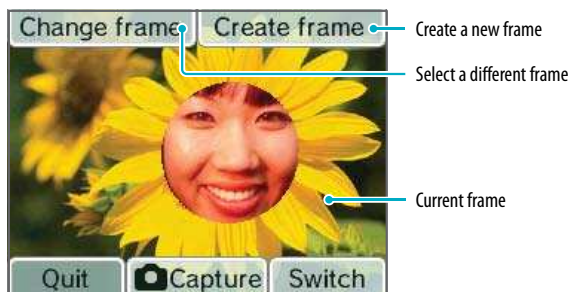 Change frame
Create frame
Create a new frame
Select a different frame
Current frame
Quit
Capture
Switch